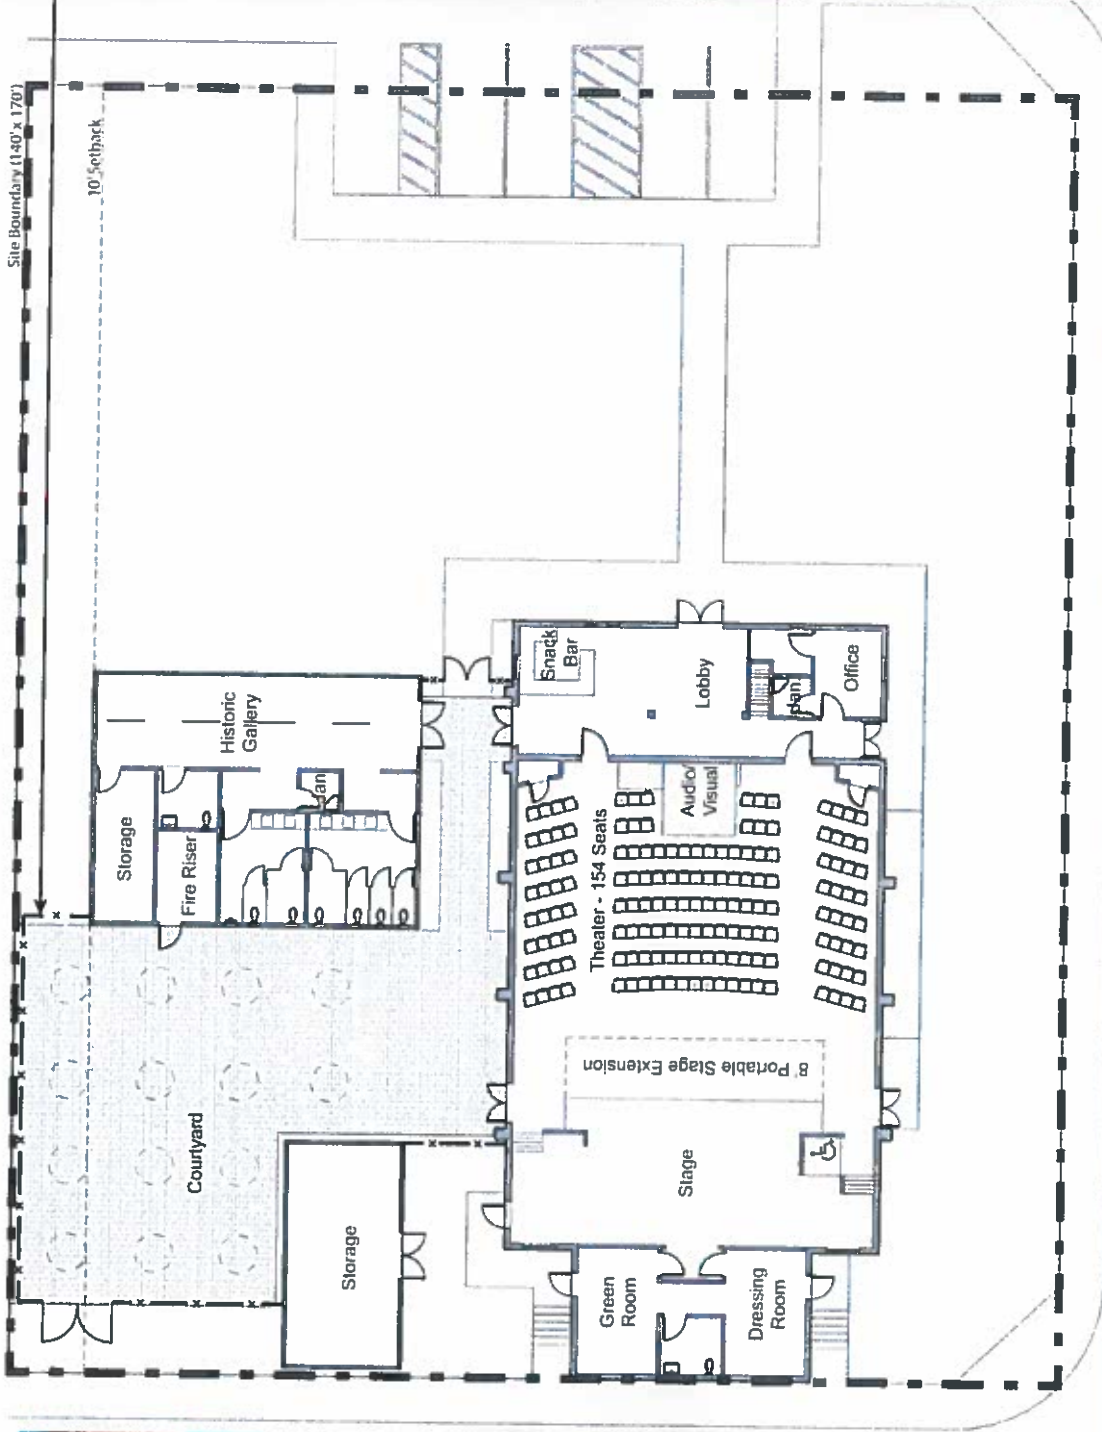 Site Boundary (140' x 170')
10' Setback
Storage
Fire Riser
Historic
Gallery
Jan
Courtyard
Storage
Snack
Bar
Lobby
Jan
Office
Audio/
Visual
Theater - 154 Seats
8' Portable Stage Extension
Stage
Green
Room
Dressing
Room